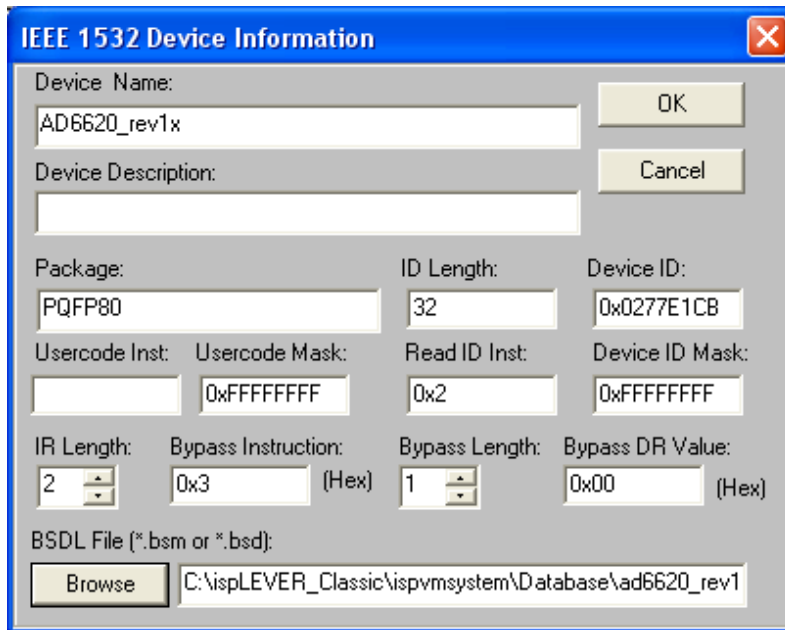 IEEE 1532 Device Information
Device Name:
AD6620_rev1x
OK
Device Description:
Cancel
Package: ID Length: Device ID:
PQFP80 32 0x0277E1CB
Usercode Inst: Usercode Mask: Read ID Inst: Device ID Mask:
0xFFFFFFFF 0x2 0xFFFFFFFF
IR Length: Bypass Instruction: Bypass Length: Bypass DR Value:
2 0x3 (Hex) 1 0x00 (Hex)
BSDL File (*.bsm or *.bsd):
Browse C:\ispLEVER_Classic\ispvmsystem\Database\ad6620_rev1